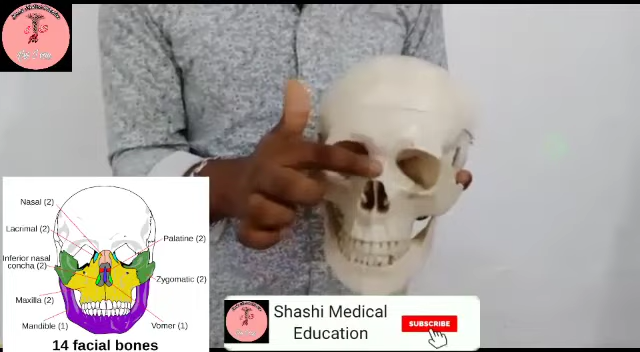 Nasal (2)
Lacrimal (2)
Inferior nasal
concha (2)
Maxilla (2)
Mandible (1)
Palatine (2)
Zygomatic (2)
Vomer (1)
14 facial bones
Shashi Medical
Education
SUBSCRIBE